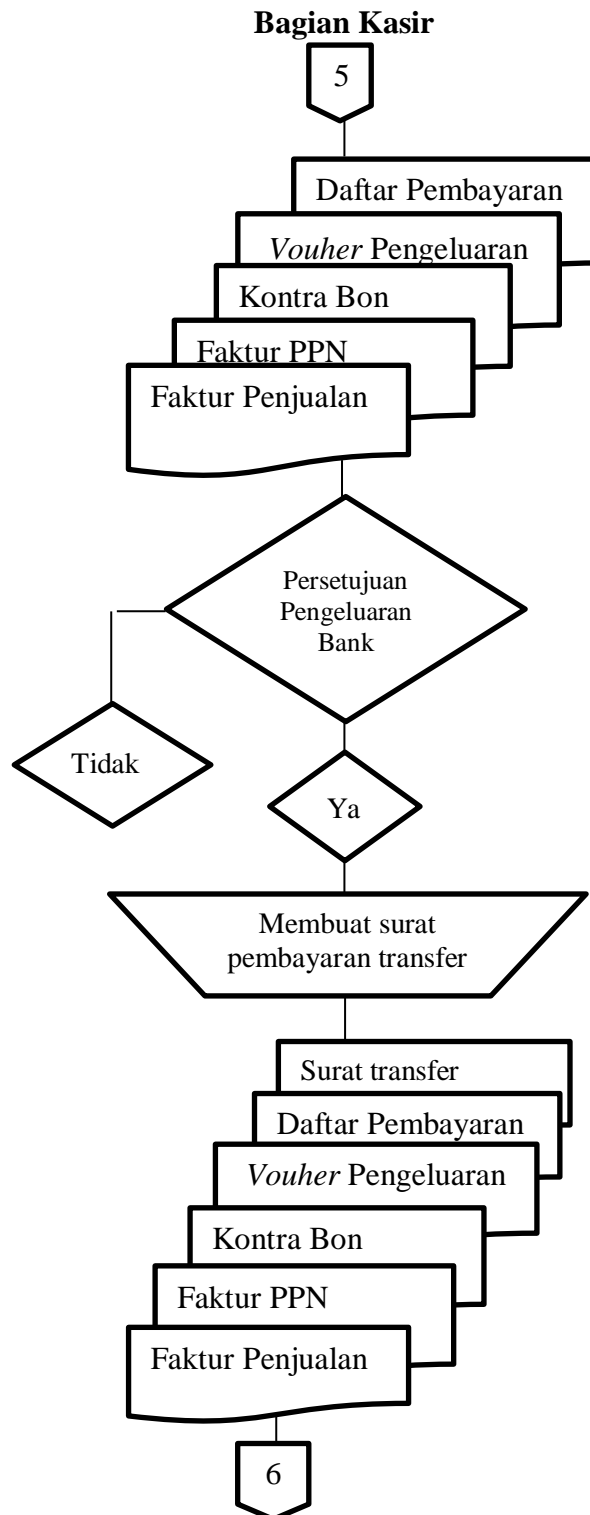 Bagian Kasir
5
Daftar Pembayaran
Vouher Pengeluaran
Kontra Bon
Faktur PPN
Faktur Penjualan
Persetujuan
Pengeluaran
Bank
Tidak
Ya
Membuat surat
pembayaran transfer
Surat transfer
Daftar Pembayaran
Vouher Pengeluaran
Kontra Bon
Faktur PPN
Faktur Penjualan
6